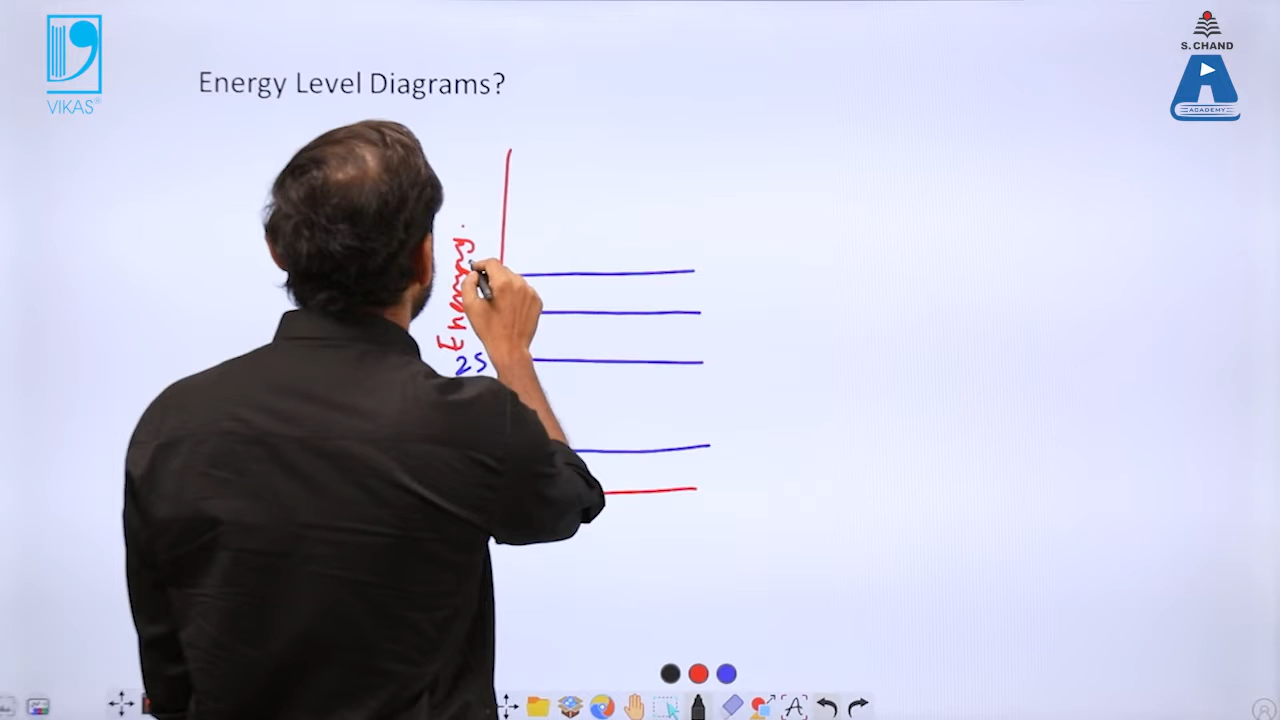 VIKAS®
S. CHAND
ACADEMY
Energy Level Diagrams?
Energy.
2S